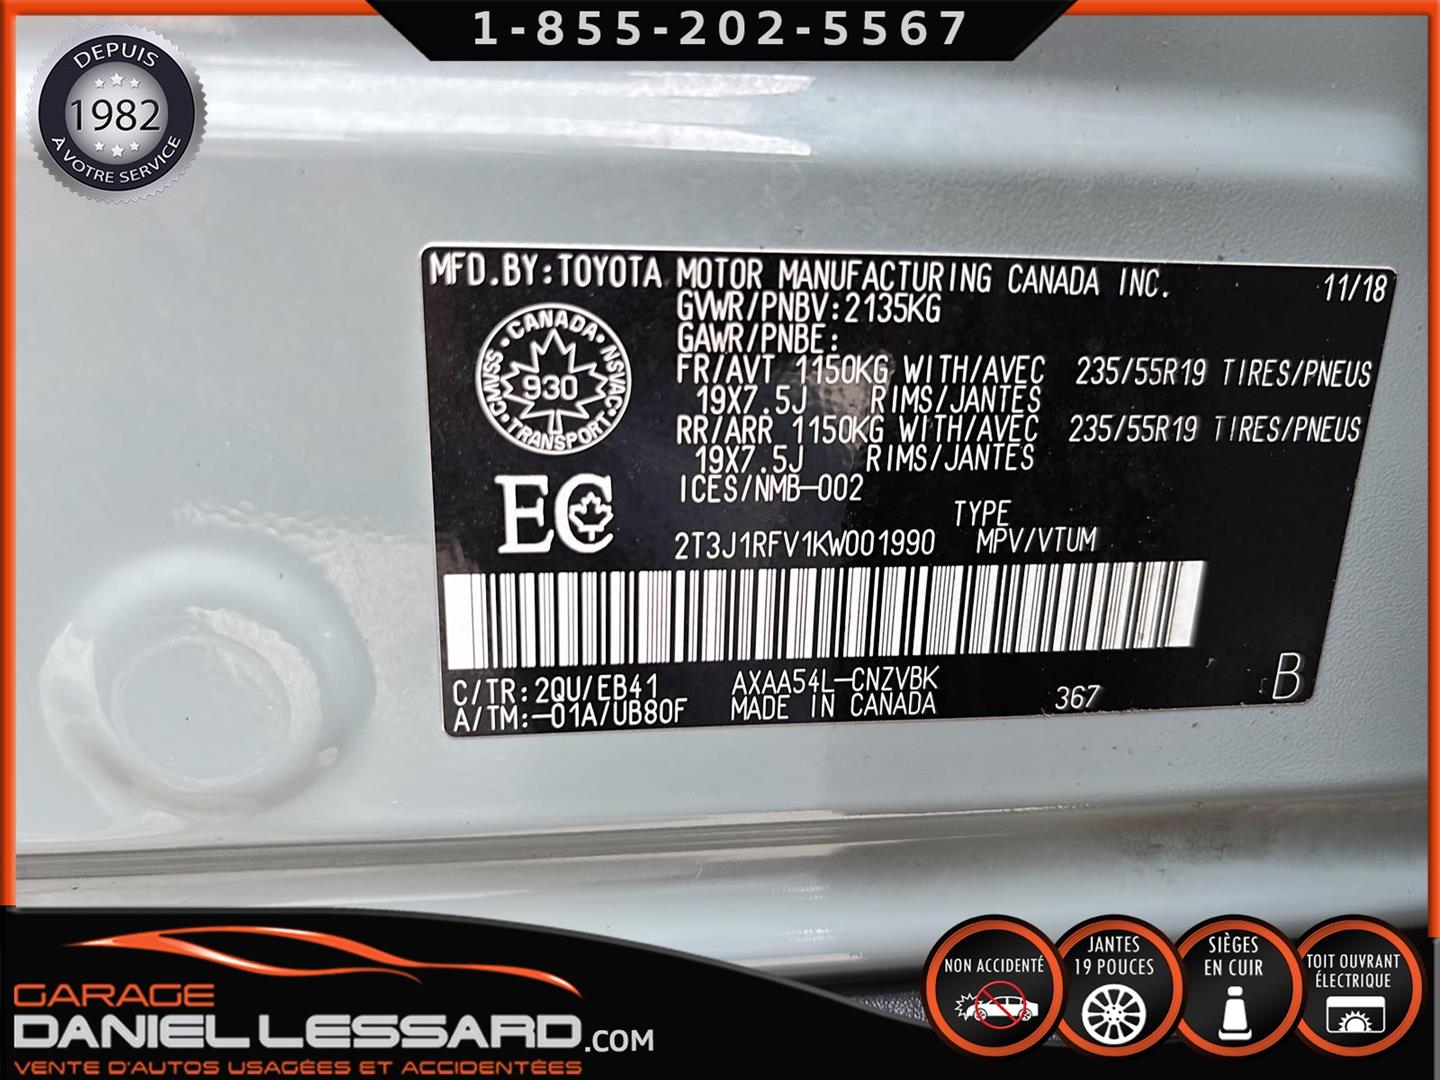 1-855-202-5567
DEPUIS
1982
À VOTRE SERVICE
MFD.BY:TOYOTA MOTOR MANUFACTURING CANADA INC. 11/18
GVWR/PNBV:2135KG
GAWR/PNBE:
FR/AVT 1150KG WITH/AVEC 235/55R19 TIRES/PNEUS
19X7.5J RIMS/JANTES
RR/ARR 1150KG WITH/AVEC 235/55R19 TIRES/PNEUS
19X7.5J RIMS/JANTES
ICES/NMB-002
CANADA
CMVSS 930 NSVAC
TRANSPORT
EC
TYPE
2T3J1RFV1KW001990 MPV/VTUM
C/TR:2QU/EB41 AXAA54L-CNZVBK
A/TM:-01A/UB80F MADE IN CANADA 367 B
GARAGE
DANIEL LESSARD.COM
VENTE D'AUTOS USAGÉES ET ACCIDENTÉES
NON ACCIDENTÉ
JANTES
19 POUCES
SIÈGES
EN CUIR
TOIT OUVRANT
ÉLECTRIQUE